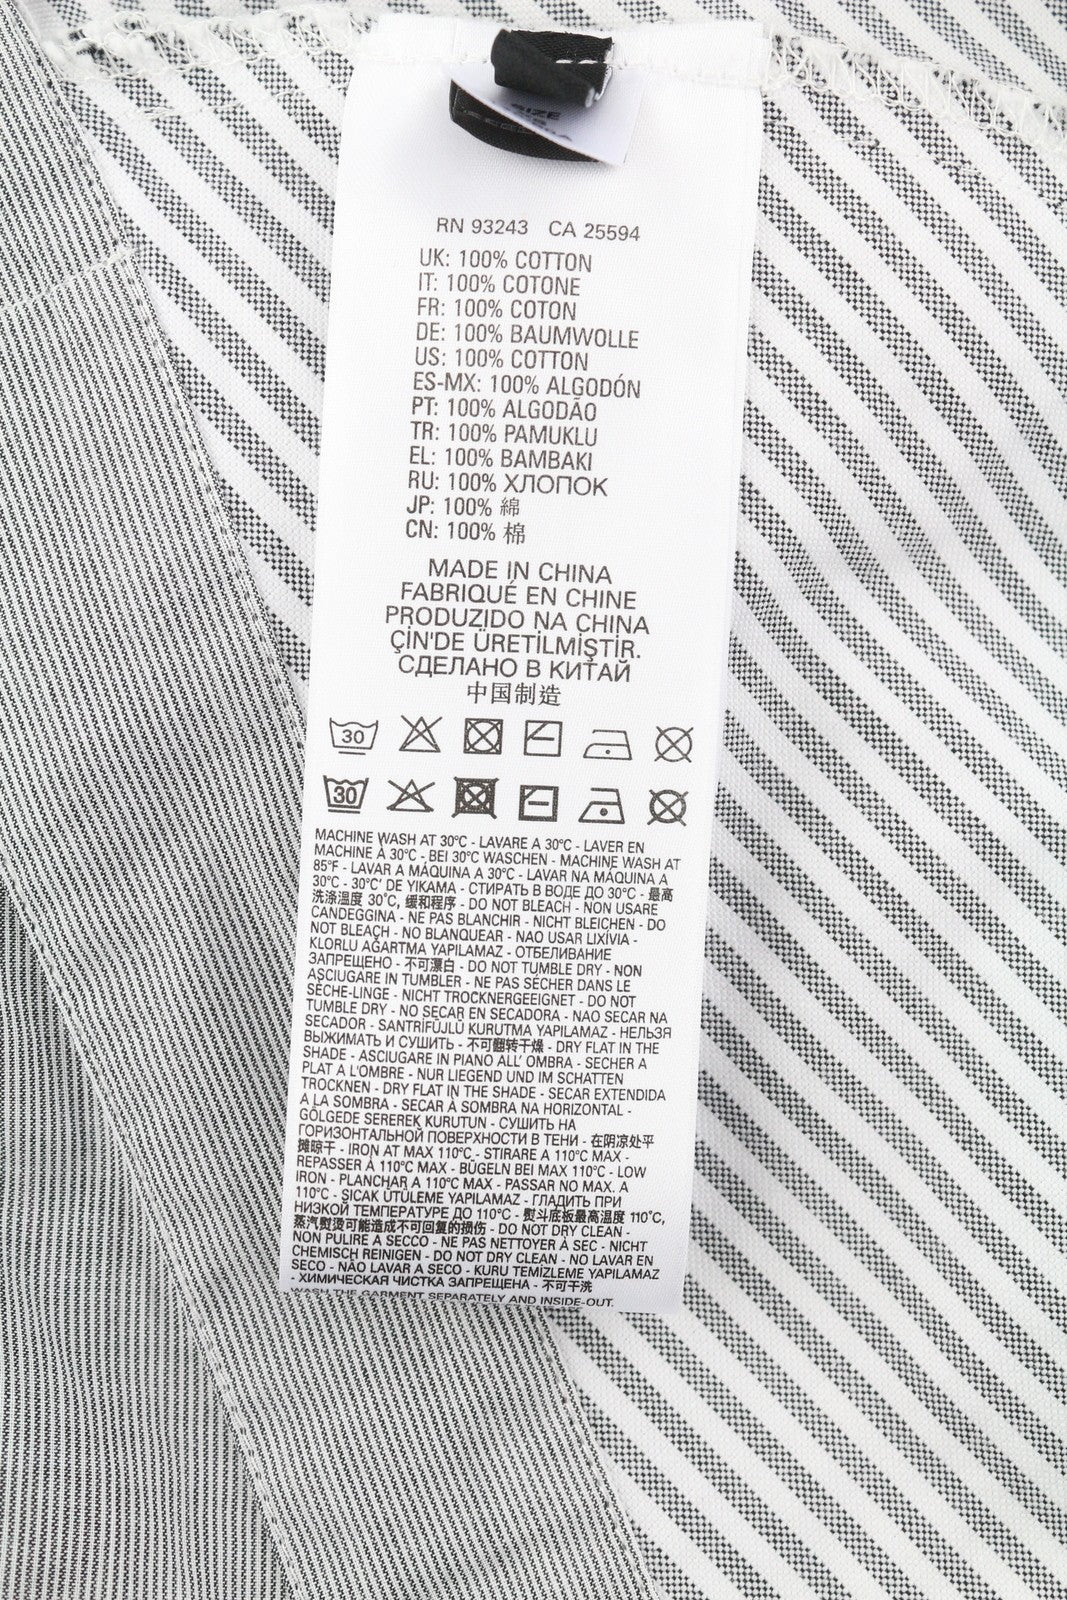 SIZE
RN 93243 CA 25594
UK: 100% COTTON
IT: 100% COTONE
FR: 100% COTON
DE: 100% BAUMWOLLE
US: 100% COTTON
ES-MX: 100% ALGODÓN
PT: 100% ALGODÃO
TR: 100% PAMUKLU
EL: 100% BAMBAKI
RU: 100% ХЛОПОК
JP: 100% 綿
CN: 100% 棉
MADE IN CHINA
FABRIQUÉ EN CHINE
PRODUZIDO NA CHINA
ÇİN'DE ÜRETİLMİŞTİR.
СДЕЛАНО В КИТАЙ
中国制造
30
30
MACHINE WASH AT 30°C - LAVARE A 30°C - LAVER EN
MACHINE À 30°C - BEI 30°C WASCHEN - MACHINE WASH AT
85°F - LAVAR A MÁQUINA A 30°C - LAVAR NA MÁQUINA A
30°C - 30°C' DE YIKAMA - СТИРАТЬ В ВОДЕ ДО 30°C - 最高
洗涤温度 30°C, 缓和程序 - DO NOT BLEACH - NON USARE
CANDEGGINA - NE PAS BLANCHIR - NICHT BLEICHEN - DO
NOT BLEACH - NO BLANQUEAR - NAO USAR LIXÍVIA -
KLORLU AĞARTMA YAPILAMAZ - ОТБЕЛИВАНИЕ
ЗАПРЕЩЕНО - 不可漂白 - DO NOT TUMBLE DRY - NON
ASCIUGARE IN TUMBLER - NE PAS SÉCHER DANS LE
SÈCHE-LINGE - NICHT TROCKNERGEEIGNET - DO NOT
TUMBLE DRY - NO SECAR EN SECADORA - NAO SECAR NA
SECADOR - SANTRİFÜJLÜ KURUTMA YAPILAMAZ - НЕЛЬЗЯ
ВЫЖИМАТЬ И СУШИТЬ - 不可翻转干燥 - DRY FLAT IN THE
SHADE - ASCIUGARE IN PIANO ALL' OMBRA - SECHER A
PLAT A L'OMBRE - NUR LIEGEND UND IM SCHATTEN
TROCKNEN - DRY FLAT IN THE SHADE - SECAR EXTENDIDA
A LA SOMBRA - SECAR À SOMBRA NA HORIZONTAL -
GÖLGEDE SEREREK KURUTUN - СУШИТЬ НА
ГОРИЗОНТАЛЬНОЙ ПОВЕРХНОСТИ В ТЕНИ - 在阴凉处平
摊晾干 - IRON AT MAX 110°C - STIRARE A 110°C MAX -
REPASSER À 110°C MAX - BÜGELN BEI MAX 110°C - LOW
IRON - PLANCHAR A 110°C MAX - PASSAR NO MAX. A
110°C - SICAK ÜTÜLEME YAPILAMAZ - ГЛАДИТЬ ПРИ
НИЗКОЙ ТЕМПЕРАТУРЕ ДО 110°C - 熨斗底板最高温度 110°C,
蒸汽熨烫可能造成不可回复的损伤 - DO NOT DRY CLEAN -
NON PULIRE A SECCO - NE PAS NETTOYER À SEC - NICHT
CHEMISCH REINIGEN - DO NOT DRY CLEAN - NO LAVAR EN
SECO - NÃO LAVAR A SECO - KURU TEMIZLEME YAPILAMAZ
- ХИМИЧЕСКАЯ ЧИСТКА ЗАПРЕЩЕНА - 不可干洗
GARMENT SEPARATELY AND INSIDE-OUT.